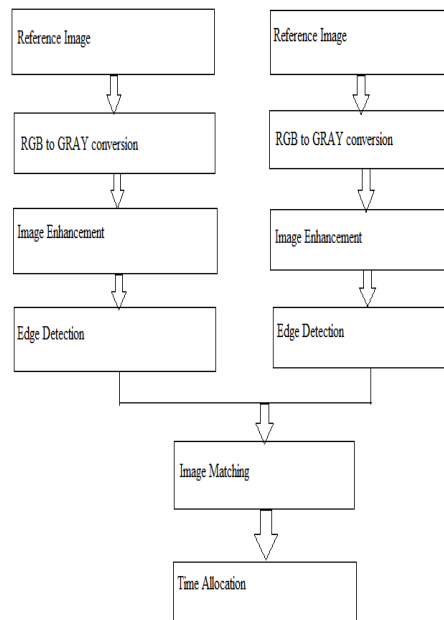 Reference Image
Reference Image
RGB to GRAY conversion
RGB to GRAY conversion
Image Enhancement
Image Enhancement
Edge Detection
Edge Detection
Image Matching
Time Allocation